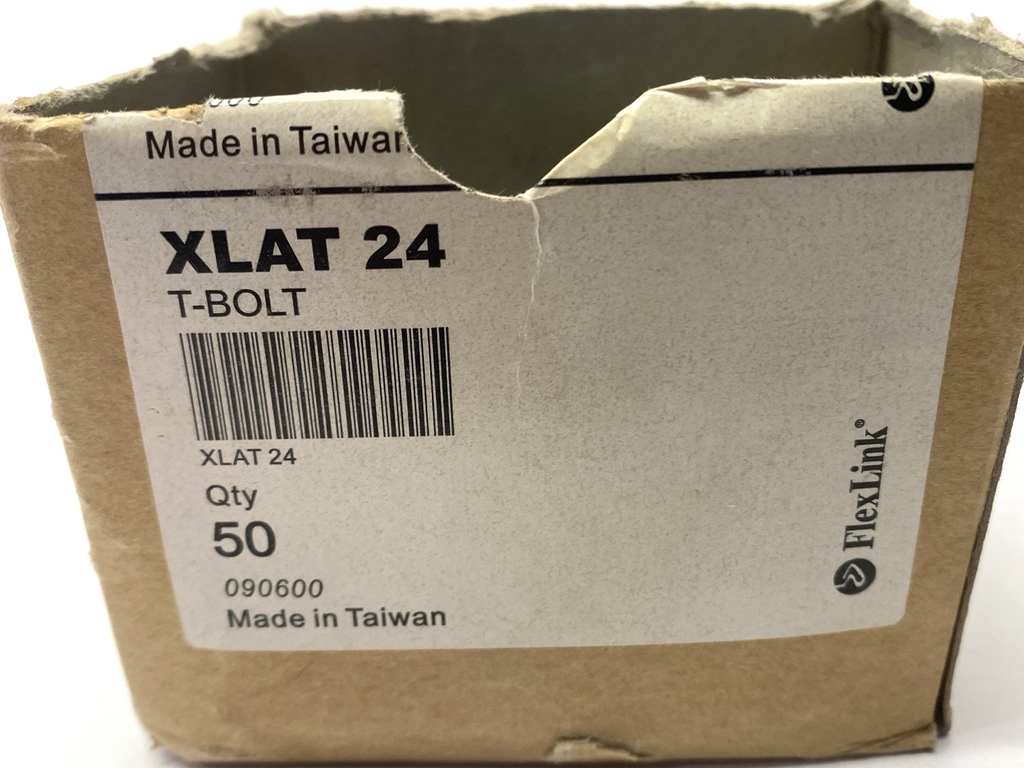 Made in Taiwan
XLAT 24
T-BOLT
XLAT 24
Qty
50
090600
Made in Taiwan
FlexLink®